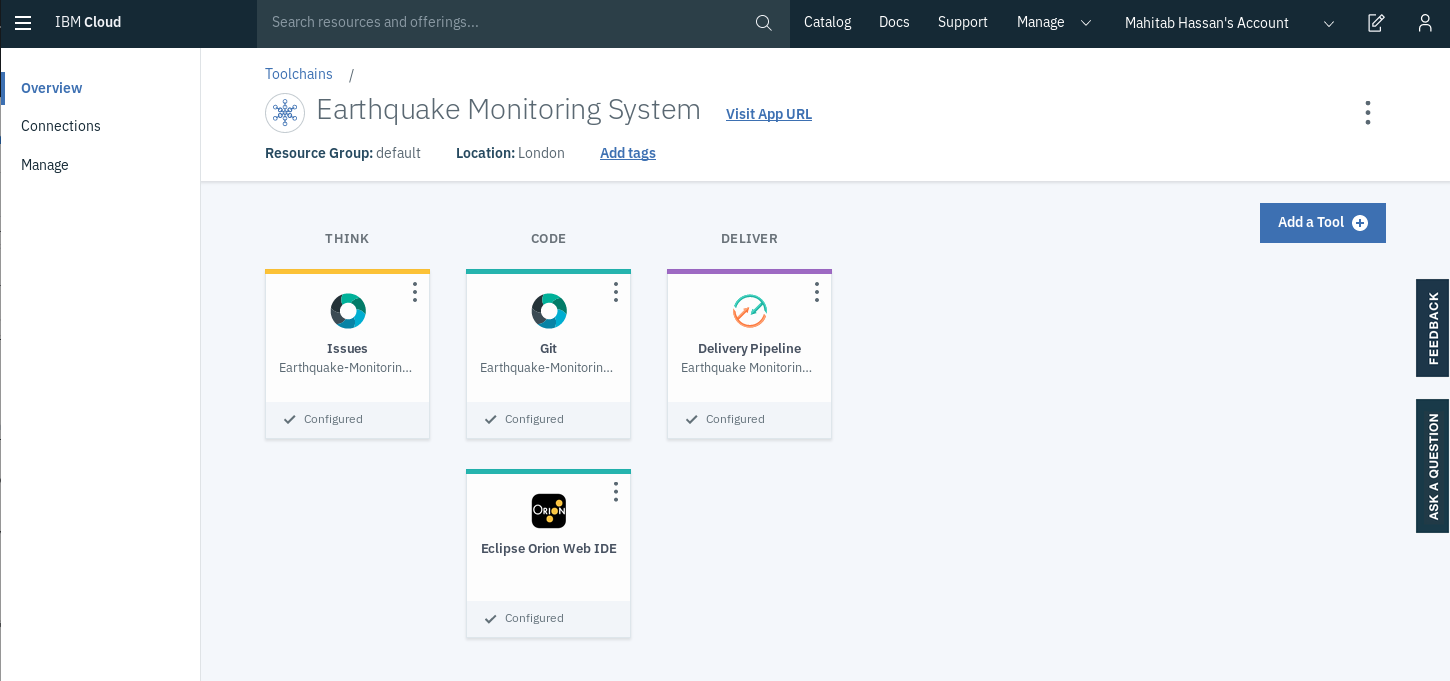 IBM Cloud
Search resources and offerings...
Catalog
Docs
Support
Manage
Mahitab Hassan's Account
Overview
Connections
Manage
Toolchains /
Earthquake Monitoring System
Visit App URL
Resource Group: default
Location: London
Add tags
Add a Tool
THINK
CODE
DELIVER
Issues
Earthquake-Monitorin...
Configured
Git
Earthquake-Monitorin...
Configured
Delivery Pipeline
Earthquake Monitorin...
Configured
ORION
Eclipse Orion Web IDE
Configured
FEEDBACK
ASK A QUESTION